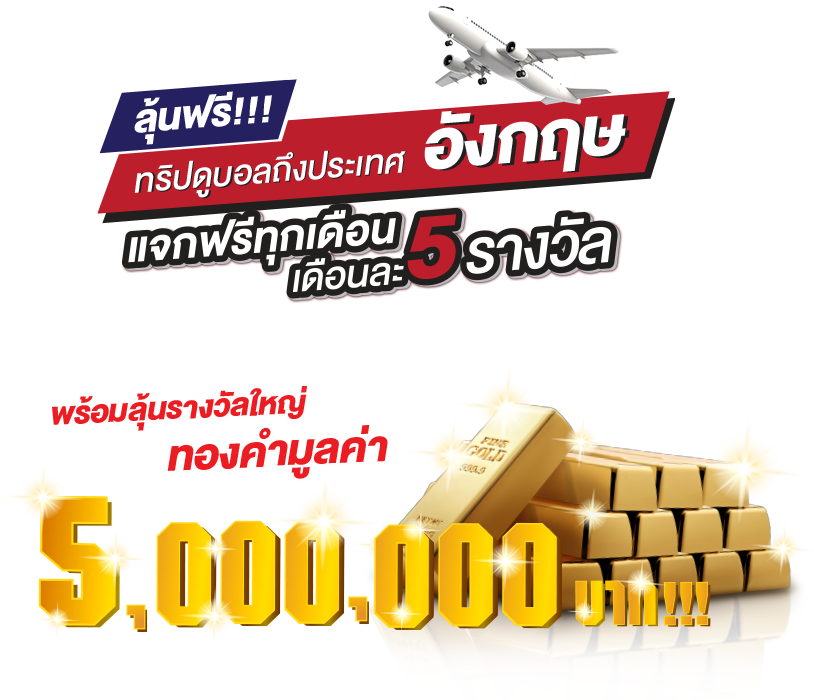 ลุ้นฟรี!!!
ทริปดูบอลถึงประเทศ อังกฤษ
แจกฟรีทุกเดือน
เดือนละ 5 รางวัล
พร้อมลุ้นรางวัลใหญ่
ทองคำมูลค่า
FINE
GOLD
999.9
5,000,000 บาท!!!